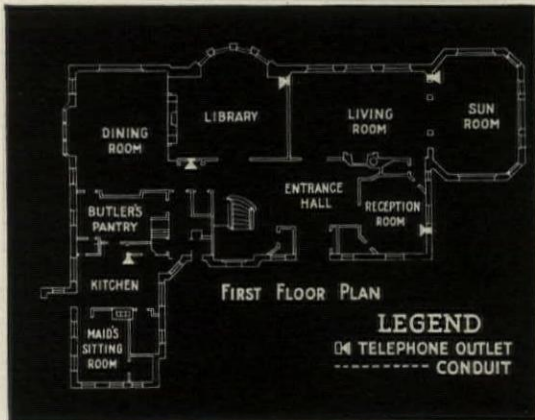 DINING
ROOM
LIBRARY
LIVING
ROOM
SUN
ROOM
ENTRANCE
HALL
RECEPTION
ROOM
BUTLER'S
PANTRY
KITCHEN
MAID'S
SITTING
ROOM
FIRST FLOOR PLAN
LEGEND
TELEPHONE OUTLET
CONDUIT